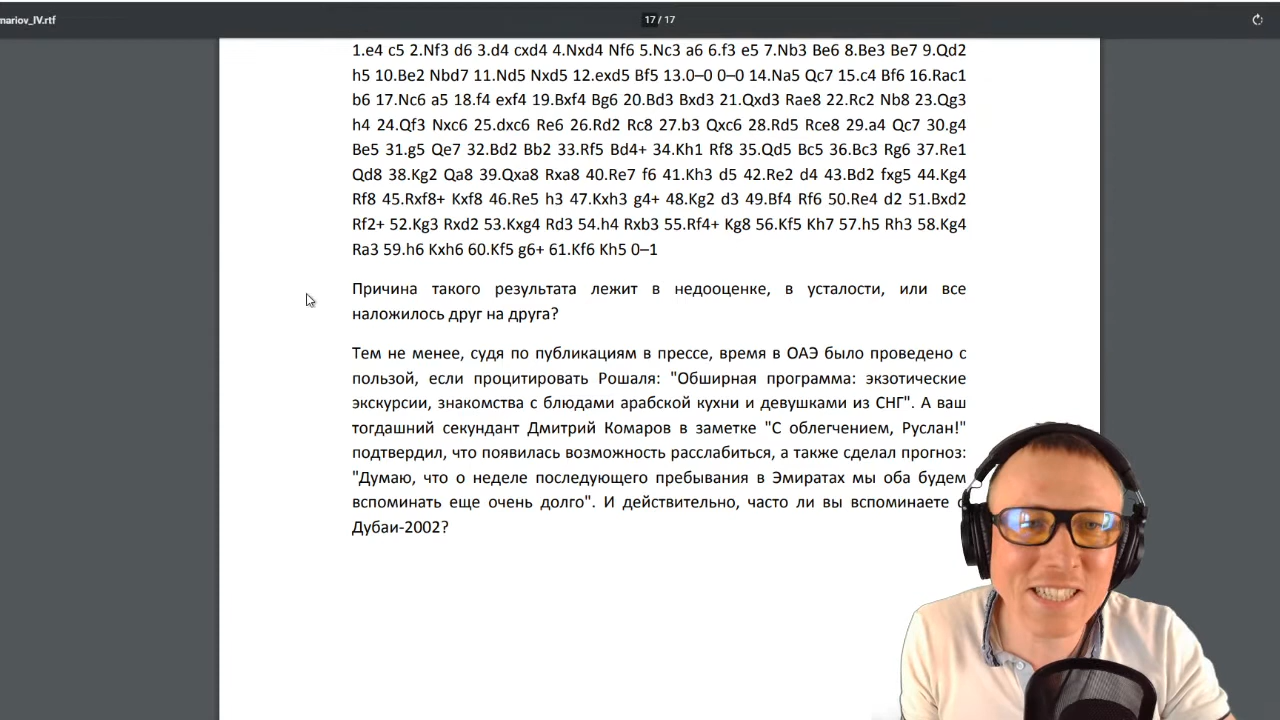 mariov_IV.rtf
17 / 17
1.e4 c5 2.Nf3 d6 3.d4 cxd4 4.Nxd4 Nf6 5.Nc3 a6 6.f3 e5 7.Nb3 Be6 8.Be3 Be7 9.Qd2
h5 10.Be2 Nbd7 11.Nd5 Nxd5 12.exd5 Bf5 13.0–0 0–0 14.Na5 Qc7 15.c4 Bf6 16.Rac1
b6 17.Nc6 a5 18.f4 exf4 19.Bxf4 Bg6 20.Bd3 Bxd3 21.Qxd3 Rae8 22.Rc2 Nb8 23.Qg3
h4 24.Qf3 Nxc6 25.dxc6 Re6 26.Rd2 Rc8 27.b3 Qxc6 28.Rd5 Rce8 29.a4 Qc7 30.g4
Be5 31.g5 Qe7 32.Bd2 Bb2 33.Rf5 Bd4+ 34.Kh1 Rf8 35.Qd5 Bc5 36.Bc3 Rg6 37.Re1
Qd8 38.Kg2 Qa8 39.Qxa8 Rxa8 40.Re7 f6 41.Kh3 d5 42.Re2 d4 43.Bd2 fxg5 44.Kg4
Rf8 45.Rxf8+ Kxf8 46.Re5 h3 47.Kxh3 g4+ 48.Kg2 d3 49.Bf4 Rf6 50.Re4 d2 51.Bxd2
Rf2+ 52.Kg3 Rxd2 53.Kxg4 Rd3 54.h4 Rxb3 55.Rf4+ Kg8 56.Kf5 Kh7 57.h5 Rh3 58.Kg4
Ra3 59.h6 Kxh6 60.Kf5 g6+ 61.Kf6 Kh5 0–1
Причина такого результата лежит в недооценке, в усталости, или все
наложилось друг на друга?
Тем не менее, судя по публикациям в прессе, время в ОАЭ было проведено с
пользой, если процитировать Рошаля: "Обширная программа: экзотические
экскурсии, знакомства с блюдами арабской кухни и девушками из СНГ". А ваш
тогдашний секундант Дмитрий Комаров в заметке "С облегчением, Руслан!"
подтвердил, что появилась возможность расслабиться, а также сделал прогноз:
"Думаю, что о неделе последующего пребывания в Эмиратах мы оба будем
вспоминать еще очень долго". И действительно, часто ли вы вспоминаете о
Дубаи-2002?